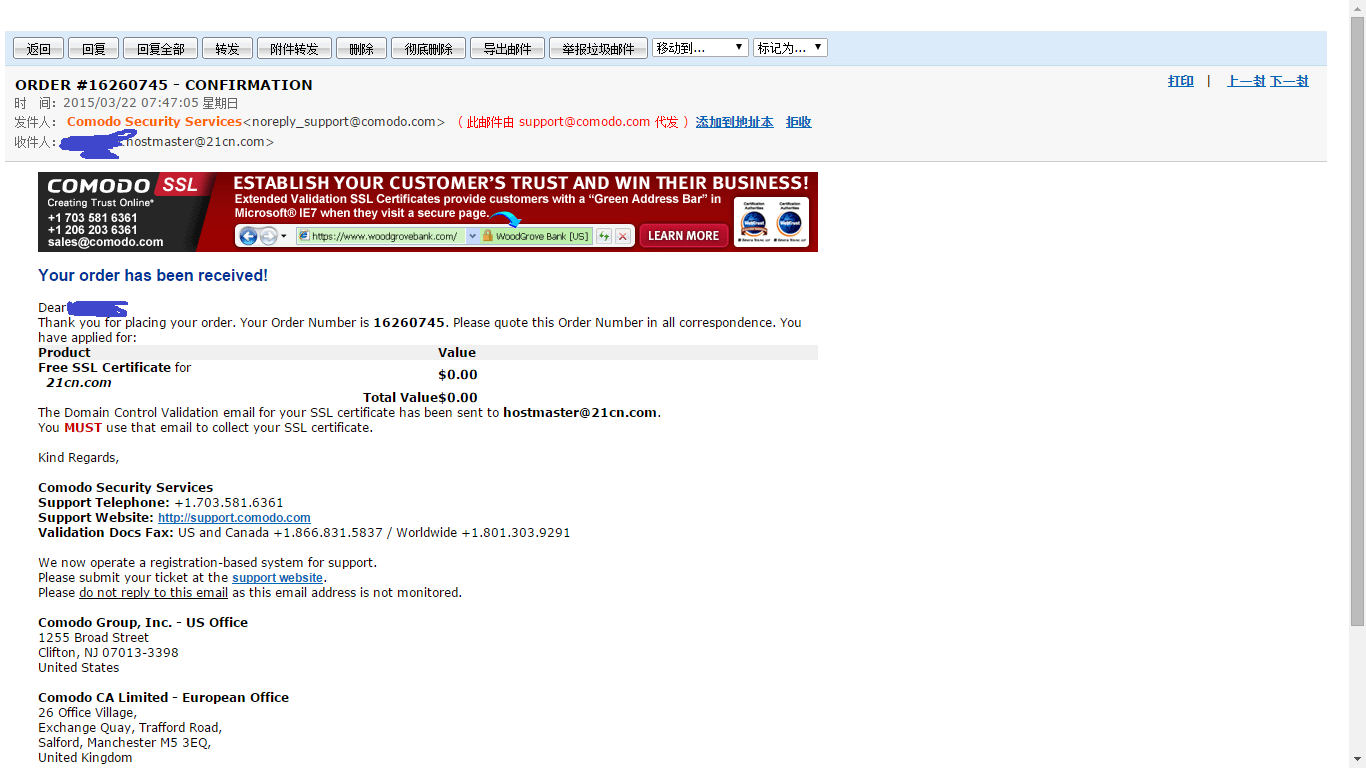 返回 回复 回复全部 转发 附件转发 删除 彻底删除 导出邮件 举报垃圾邮件 移动到... 标记为...
ORDER #16260745 - CONFIRMATION
打印 | 上一封 下一封
时 间: 2015/03/22 07:47:05 星期日
发件人: Comodo Security Services<noreply_support@comodo.com> ( 此邮件由 support@comodo.com 代发 ) 添加到地址本 拒收
收件人: hostmaster@21cn.com>
COMODO SSL
Creating Trust Online*
+1 703 581 6361
+1 206 203 6361
sales@comodo.com
ESTABLISH YOUR CUSTOMER'S TRUST AND WIN THEIR BUSINESS!
Extended Validation SSL Certificates provide customers with a “Green Address Bar” in
Microsoft® IE7 when they visit a secure page.
https://www.woodgrovebank.com/ WoodGrove Bank [US]
LEARN MORE
Your order has been received!
Dear
Thank you for placing your order. Your Order Number is 16260745. Please quote this Order Number in all correspondence. You
have applied for:
Product Value
Free SSL Certificate for
21cn.com
$0.00
Total Value$0.00
The Domain Control Validation email for your SSL certificate has been sent to hostmaster@21cn.com.
You MUST use that email to collect your SSL certificate.
Kind Regards,
Comodo Security Services
Support Telephone: +1.703.581.6361
Support Website: http://support.comodo.com
Validation Docs Fax: US and Canada +1.866.831.5837 / Worldwide +1.801.303.9291
We now operate a registration-based system for support.
Please submit your ticket at the support website.
Please do not reply to this email as this email address is not monitored.
Comodo Group, Inc. - US Office
1255 Broad Street
Clifton, NJ 07013-3398
United States
Comodo CA Limited - European Office
26 Office Village,
Exchange Quay, Trafford Road,
Salford, Manchester M5 3EQ,
United Kingdom